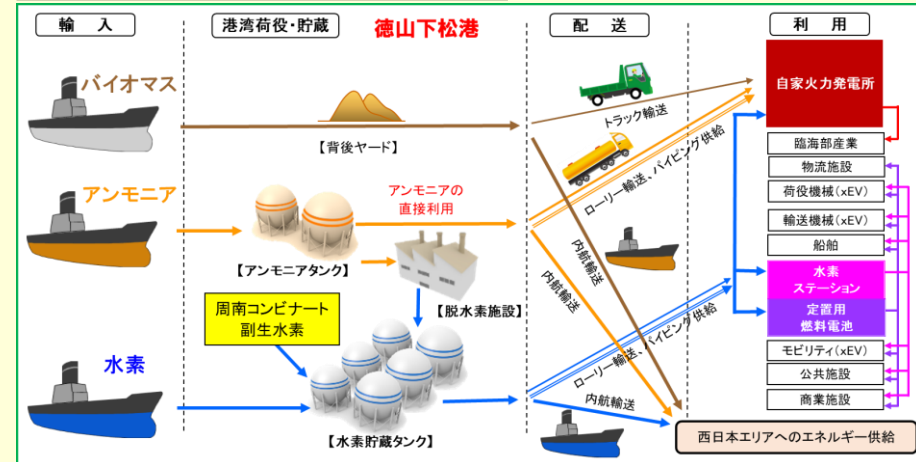 輸 入
港湾荷役・貯蔵
徳山下松港
配 送
利 用
バイオマス
【背後ヤード】
トラック輸送
自家火力発電所
臨海部産業
物流施設
荷役機械(xEV)
輸送機械(xEV)
船舶
水素
ステーション
定置用
燃料電池
モビリティ(xEV)
公共施設
商業施設
アンモニア
アンモニアの
直接利用
【アンモニアタンク】
【脱水素施設】
ローリー輸送、パイピング供給
内航輸送
内航輸送
周南コンビナート
副生水素
水素
【水素貯蔵タンク】
ローリー輸送、パイピング供給
内航輸送
西日本エリアへのエネルギー供給